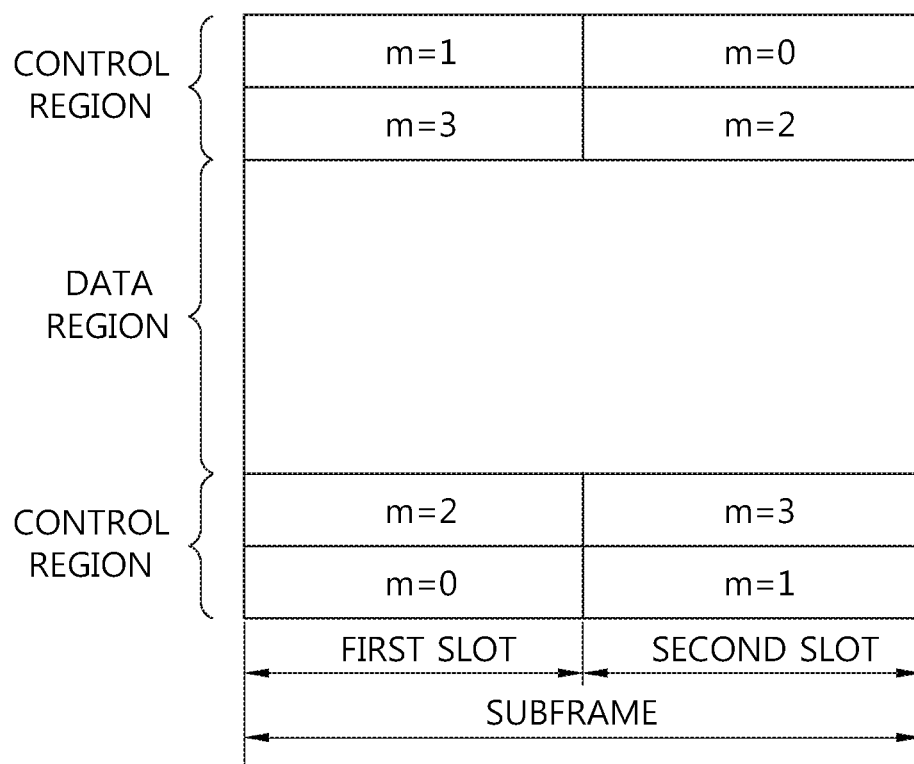 CONTROL
REGION
m=1 m=0
m=3 m=2
DATA
REGION
CONTROL
REGION
m=2 m=3
m=0 m=1
FIRST SLOT SECOND SLOT
SUBFRAME